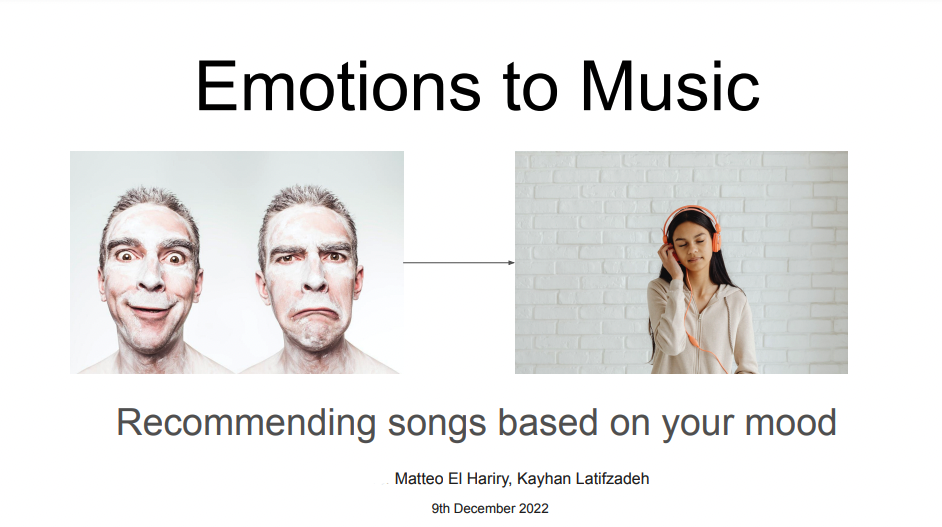 Emotions to Music
Recommending songs based on your mood
Matteo El Hariry, Kayhan Latifzadeh
9th December 2022